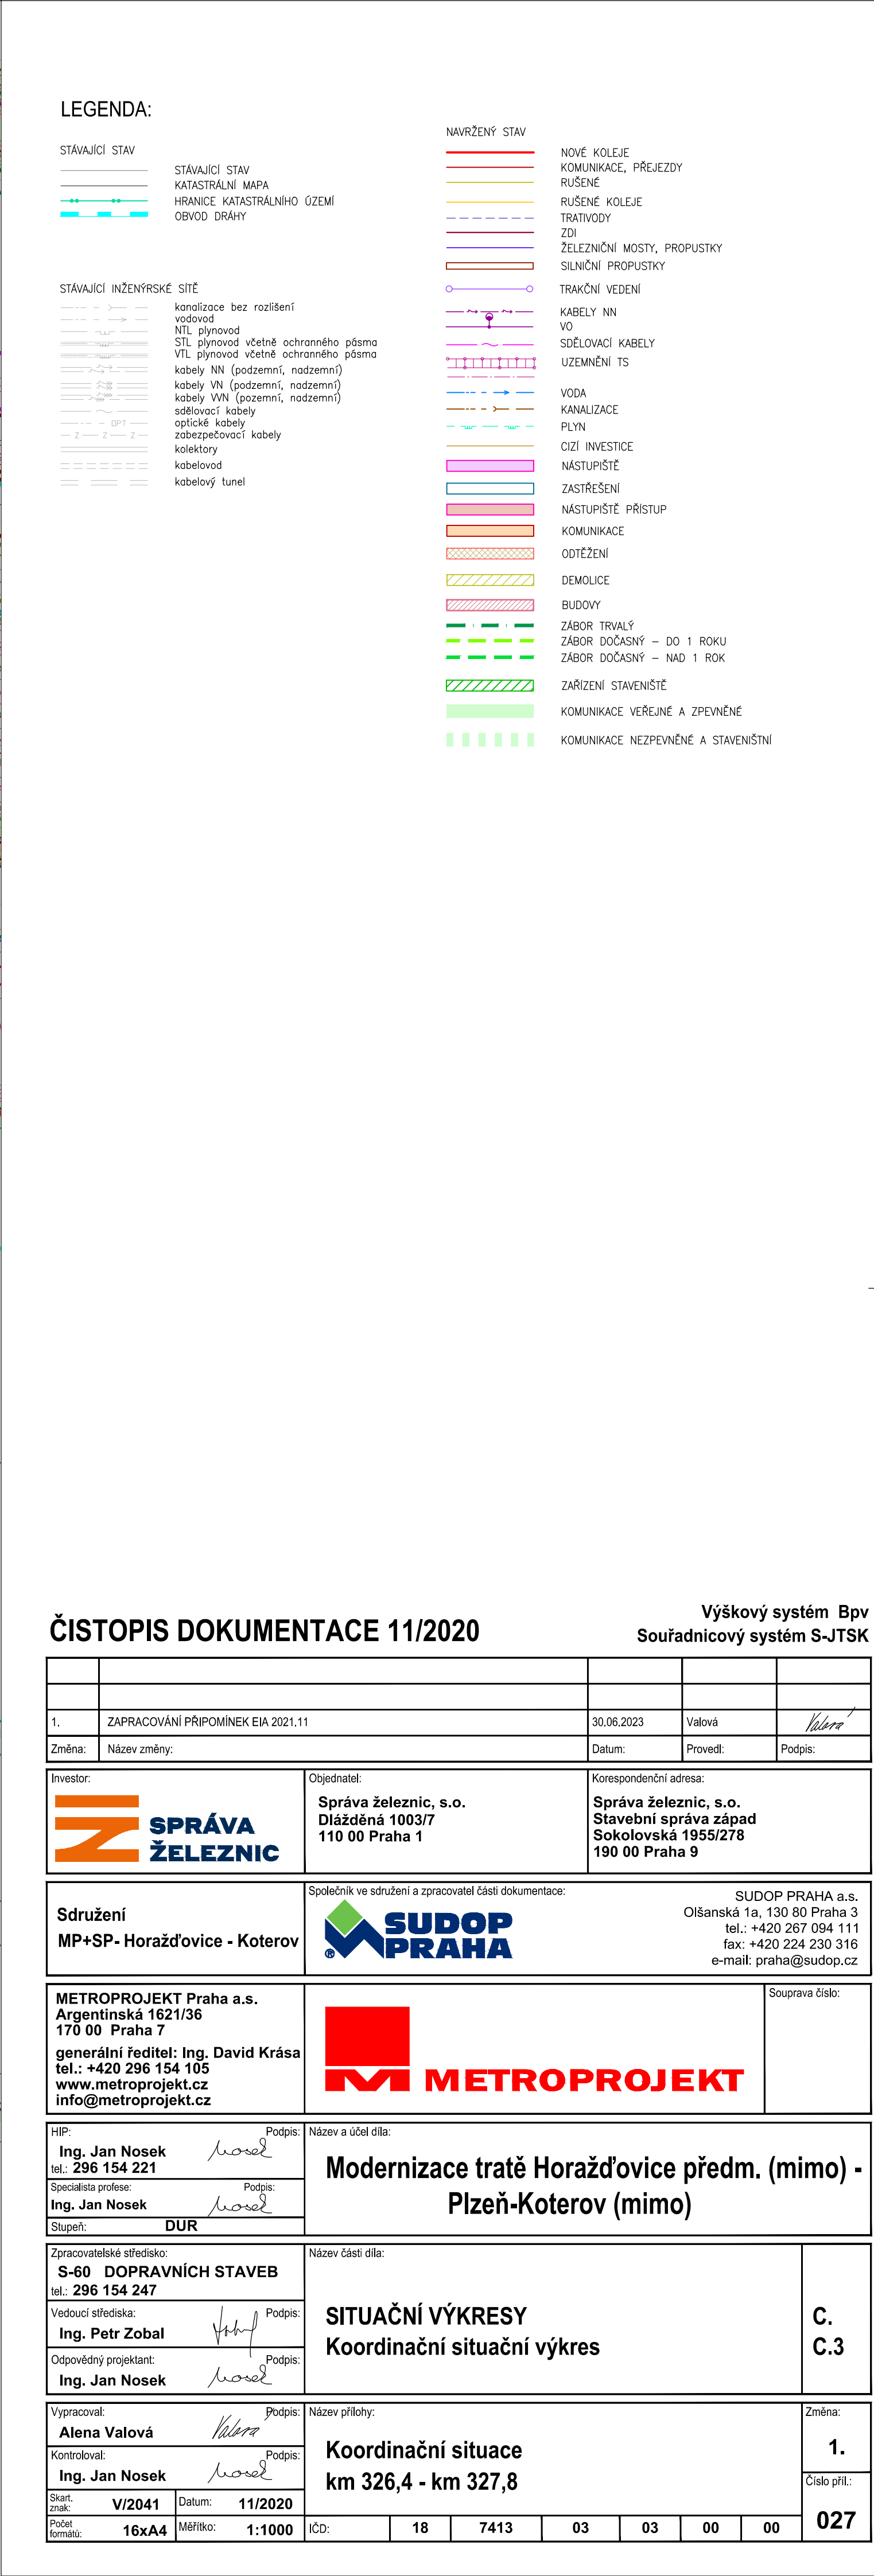 LEGENDA:
STÁVAJÍCÍ STAV
STÁVAJÍCÍ STAV
KATASTRÁLNÍ MAPA
HRANICE KATASTRÁLNÍHO ÚZEMÍ
OBVOD DRÁHY
STÁVAJÍCÍ INŽENÝRSKÉ SÍTĚ
kanalizace bez rozlišení
vodovod
NTL plynovod
STL plynovod včetně ochranného pásma
VTL plynovod včetně ochranného pásma
kabely NN (podzemní, nadzemní)
kabely VN (podzemní, nadzemní)
kabely VVN (pozemní, nadzemní)
sdělovací kabely
OPT optické kabely
Z Z Z zabezpečovací kabely
kolektory
kabelovod
kabelový tunel
NAVRŽENÝ STAV
NOVÉ KOLEJE
KOMUNIKACE, PŘEJEZDY
RUŠENÉ
RUŠENÉ KOLEJE
TRATIVODY
ZDI
ŽELEZNIČNÍ MOSTY, PROPUSTKY
SILNIČNÍ PROPUSTKY
TRAKČNÍ VEDENÍ
KABELY NN
VO
SDĚLOVACÍ KABELY
UZEMNĚNÍ TS
VODA
KANALIZACE
PLYN
CIZÍ INVESTICE
NÁSTUPIŠTĚ
ZASTŘEŠENÍ
NÁSTUPIŠTĚ PŘÍSTUP
KOMUNIKACE
ODTĚŽENÍ
DEMOLICE
BUDOVY
ZÁBOR TRVALÝ
ZÁBOR DOČASNÝ – DO 1 ROKU
ZÁBOR DOČASNÝ – NAD 1 ROK
ZAŘÍZENÍ STAVENIŠTĚ
KOMUNIKACE VEŘEJNÉ A ZPEVNĚNÉ
KOMUNIKACE NEZPEVNĚNÉ A STAVENIŠTNÍ
ČISTOPIS DOKUMENTACE 11/2020
Výškový systém Bpv
Souřadnicový systém S-JTSK
1. ZAPRACOVÁNÍ PŘIPOMÍNEK EIA 2021.11 30.06.2023 Valová Valová
Změna: Název změny: Datum: Provedl: Podpis:
Investor:
SPRÁVA
ŽELEZNIC
Objednatel:
Správa železnic, s.o.
Dlážděná 1003/7
110 00 Praha 1
Korespondenční adresa:
Správa železnic, s.o.
Stavební správa západ
Sokolovská 1955/278
190 00 Praha 9
Sdružení
MP+SP- Horažďovice - Koterov
Společník ve sdružení a zpracovatel části dokumentace:
® SUDOP
PRAHA
SUDOP PRAHA a.s.
Olšanská 1a, 130 80 Praha 3
tel.: +420 267 094 111
fax: +420 224 230 316
e-mail: praha@sudop.cz
METROPROJEKT Praha a.s.
Argentinská 1621/36
170 00 Praha 7
generální ředitel: Ing. David Krása
tel.: +420 296 154 105
www.metroprojekt.cz
info@metroprojekt.cz
METROPROJEKT
Souprava číslo:
HIP: Podpis:
Ing. Jan Nosek Nosek
tel.: 296 154 221
Specialista profese: Podpis:
Ing. Jan Nosek Nosek
Stupeň: DUR
Název a účel díla:
Modernizace tratě Horažďovice předm. (mimo) -
Plzeň-Koterov (mimo)
Zpracovatelské středisko:
S-60 DOPRAVNÍCH STAVEB
tel.: 296 154 247
Vedoucí střediska: Podpis:
Ing. Petr Zobal
Odpovědný projektant: Podpis:
Ing. Jan Nosek Nosek
Název části díla:
SITUAČNÍ VÝKRESY
Koordinační situační výkres
C.
C.3
Vypracoval: Podpis:
Alena Valová Valová
Kontroloval: Podpis:
Ing. Jan Nosek Nosek
Skart. znak: V/2041 Datum: 11/2020
Počet formátů: 16xA4 Měřítko: 1:1000
Název přílohy:
Koordinační situace
km 326,4 - km 327,8
Změna:
1.
Číslo příl.:
027
IČD: 18 7413 03 03 00 00